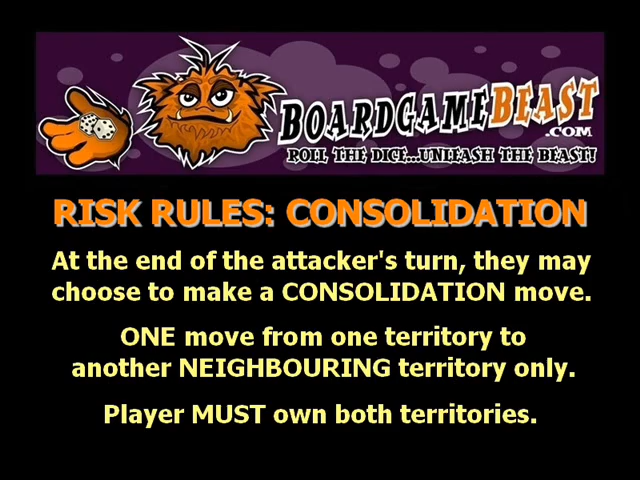 BOARDGAMEBEAST
.COM
ROLL THE DICE...UNLEASH THE BEAST!
RISK RULES: CONSOLIDATION
At the end of the attacker's turn, they may
choose to make a CONSOLIDATION move.
ONE move from one territory to
another NEIGHBOURING territory only.
Player MUST own both territories.